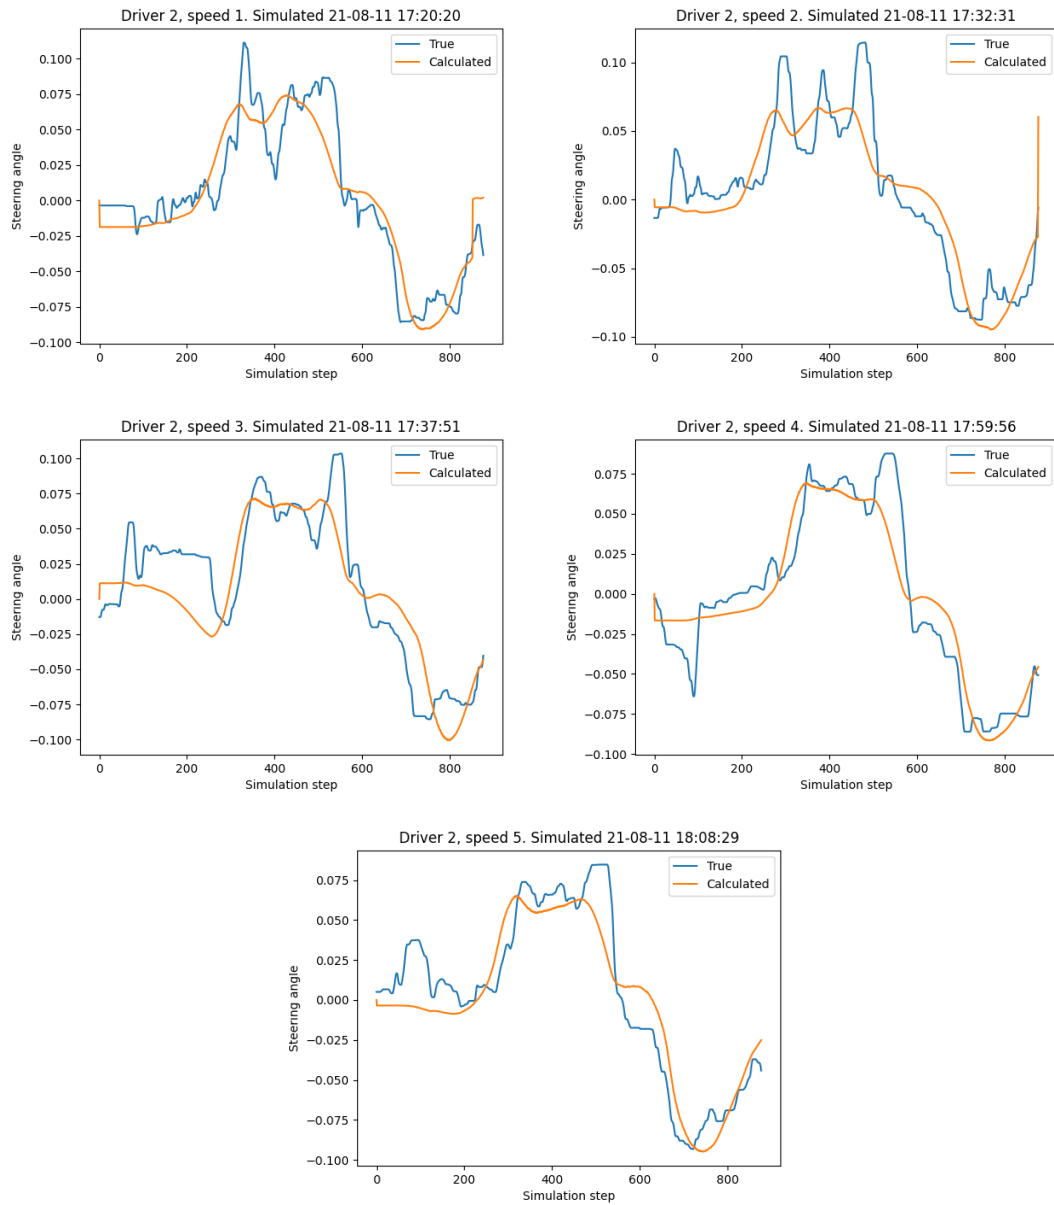 Driver 2, speed 1. Simulated 21-08-11 17:20:20
True
Calculated
0.100
0.075
0.050
0.025
0.000
−0.025
−0.050
−0.075
−0.100
Steering angle
0
200
400
600
800
Simulation step
Driver 2, speed 2. Simulated 21-08-11 17:32:31
True
Calculated
0.10
0.05
0.00
−0.05
−0.10
Steering angle
0
200
400
600
800
Simulation step
Driver 2, speed 3. Simulated 21-08-11 17:37:51
True
Calculated
0.100
0.075
0.050
0.025
0.000
−0.025
−0.050
−0.075
−0.100
Steering angle
0
200
400
600
800
Simulation step
Driver 2, speed 4. Simulated 21-08-11 17:59:56
True
Calculated
0.075
0.050
0.025
0.000
−0.025
−0.050
−0.075
−0.100
Steering angle
0
200
400
600
800
Simulation step
Driver 2, speed 5. Simulated 21-08-11 18:08:29
True
Calculated
0.075
0.050
0.025
0.000
−0.025
−0.050
−0.075
−0.100
Steering angle
0
200
400
600
800
Simulation step